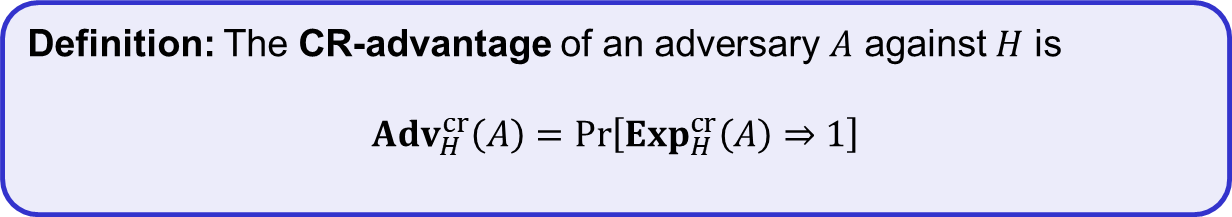 Definition: The CR-advantage of an adversary 𝐴 against 𝐻 is
𝐀𝐝𝐯_𝐻^cr(𝐴) = Pr[𝐄𝐱𝐩_𝐻^cr(𝐴) ⇒ 1]